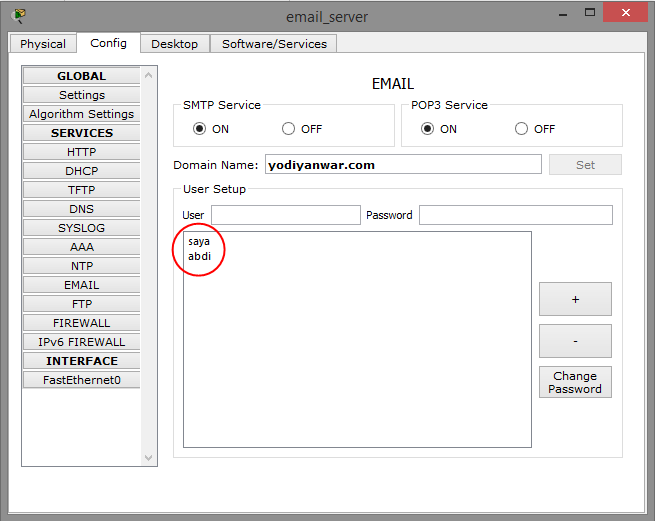 email_server
Physical Config Desktop Software/Services
GLOBAL
Settings
Algorithm Settings
SERVICES
HTTP
DHCP
TFTP
DNS
SYSLOG
AAA
NTP
EMAIL
FTP
FIREWALL
IPv6 FIREWALL
INTERFACE
FastEthernet0
EMAIL
SMTP Service
ON OFF
POP3 Service
ON OFF
Domain Name: yodiyanwar.com Set
User Setup
User Password
saya
abdi
+
-
Change
Password